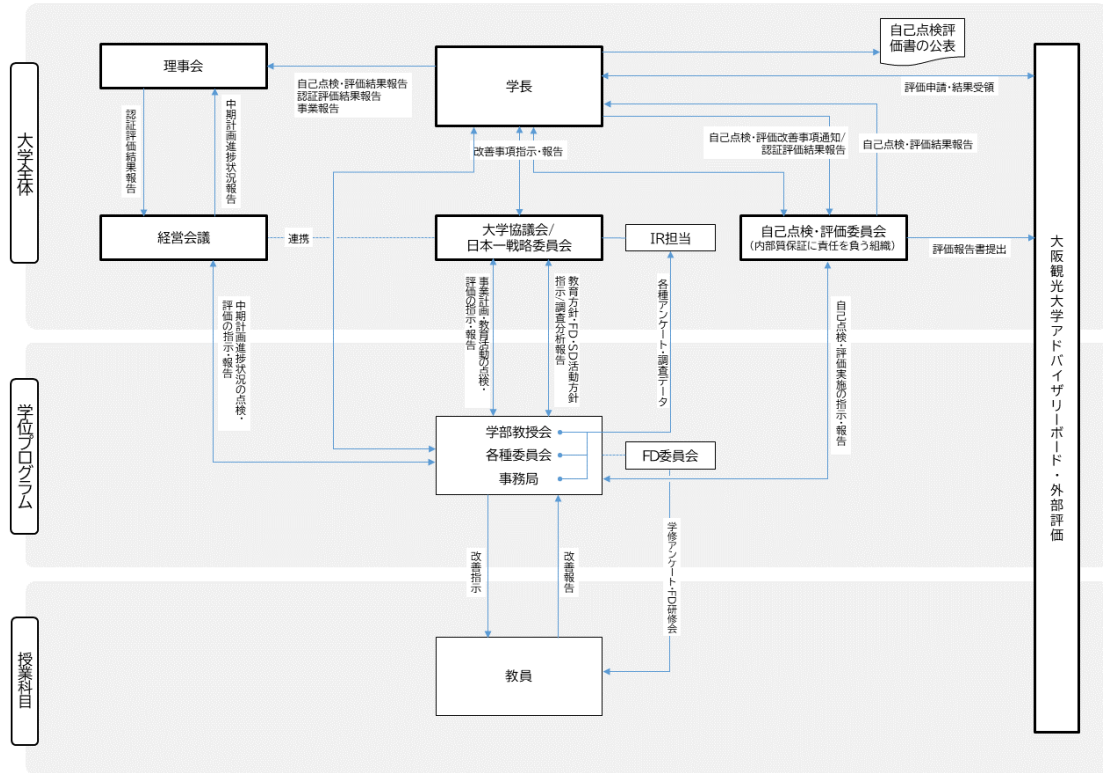 大学全体
理事会
学長
自己点検評
価書の公表
自己点検・評価結果報告
認証評価結果報告
事業報告
評価申請・結果受領
認証評価結果報告
中期計画進捗状況報告
改善事項指示・報告
自己点検・評価改善事項通知/
認証評価結果報告
自己点検・評価結果報告
経営会議
連携
大学協議会/
日本一戦略委員会
IR担当
自己点検・評価委員会
(内部質保証に責任を負う組織)
評価報告書提出
大阪観光大学アドバイザリーボード・外部評価
中期計画進捗状況の点検・
評価の指示・報告
事業計画・教育活動の点検・
評価の指示・報告
教育方針・FD・SD活動方針
指示/調査分析報告
各種アンケート・調査データ
自己点検・評価実施の指示・報告
学位プログラム
学部教授会
各種委員会
事務局
FD委員会
改善指示
改善報告
学修アンケート・FD研修会
授業科目
教員